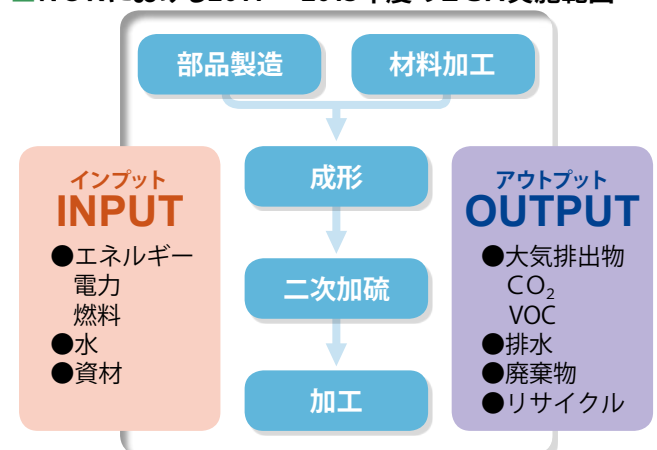 部品製造
材料加工
成形
二次加硫
加工
インプット
INPUT
●エネルギー
電力
燃料
●水
●資材
アウトプット
OUTPUT
●大気排出物
CO₂
VOC
●排水
●廃棄物
●リサイクル